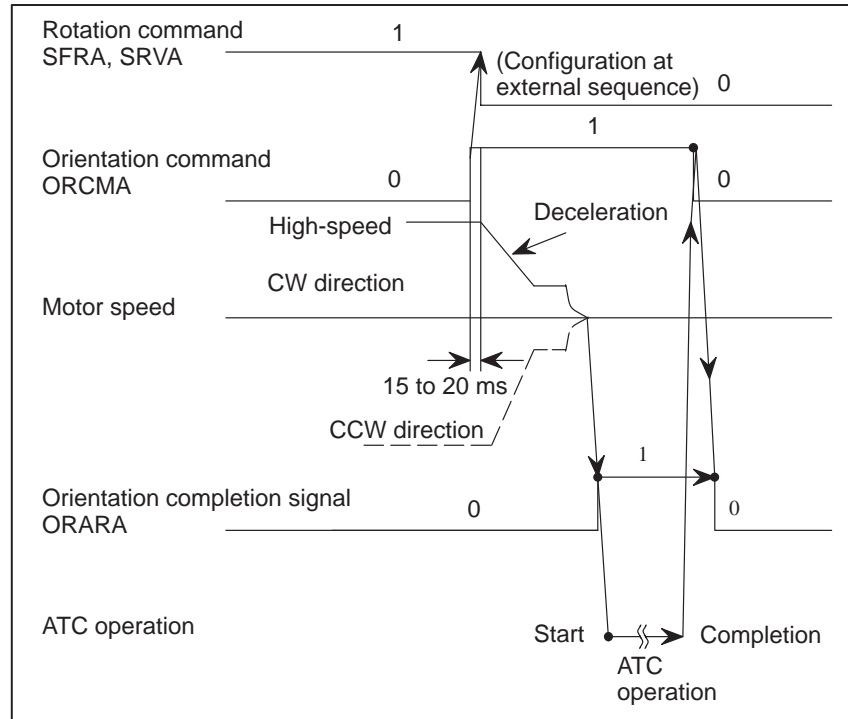 Rotation command
SFRA, SRVA
1
(Configuration at
external sequence)
0
1
Orientation command
ORCMA
0
0
Deceleration
High-speed
CW direction
Motor speed
15 to 20 ms
CCW direction
1
Orientation completion signal
ORARA
0
0
ATC operation
Start
Completion
ATC
operation